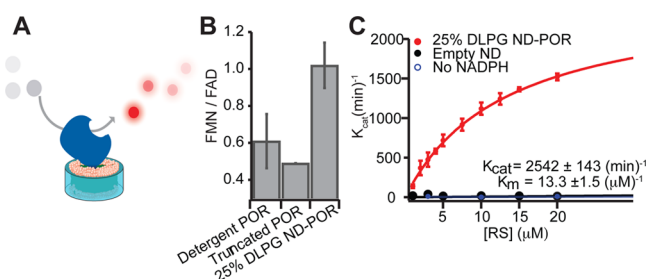 A
B
FMN / FAD
1.2
1.0
0.8
0.6
0.4
Detergent POR
Truncated POR
25% DLPG ND-POR
C
25% DLPG ND-POR
Empty ND
No NADPH
Kcat(min)-1
2000
1500
1000
500
0
Kcat= 2542 ± 143 (min)-1
Km = 13.3 ±1.5 (μM)-1
5
10
15
20
[RS] (μM)